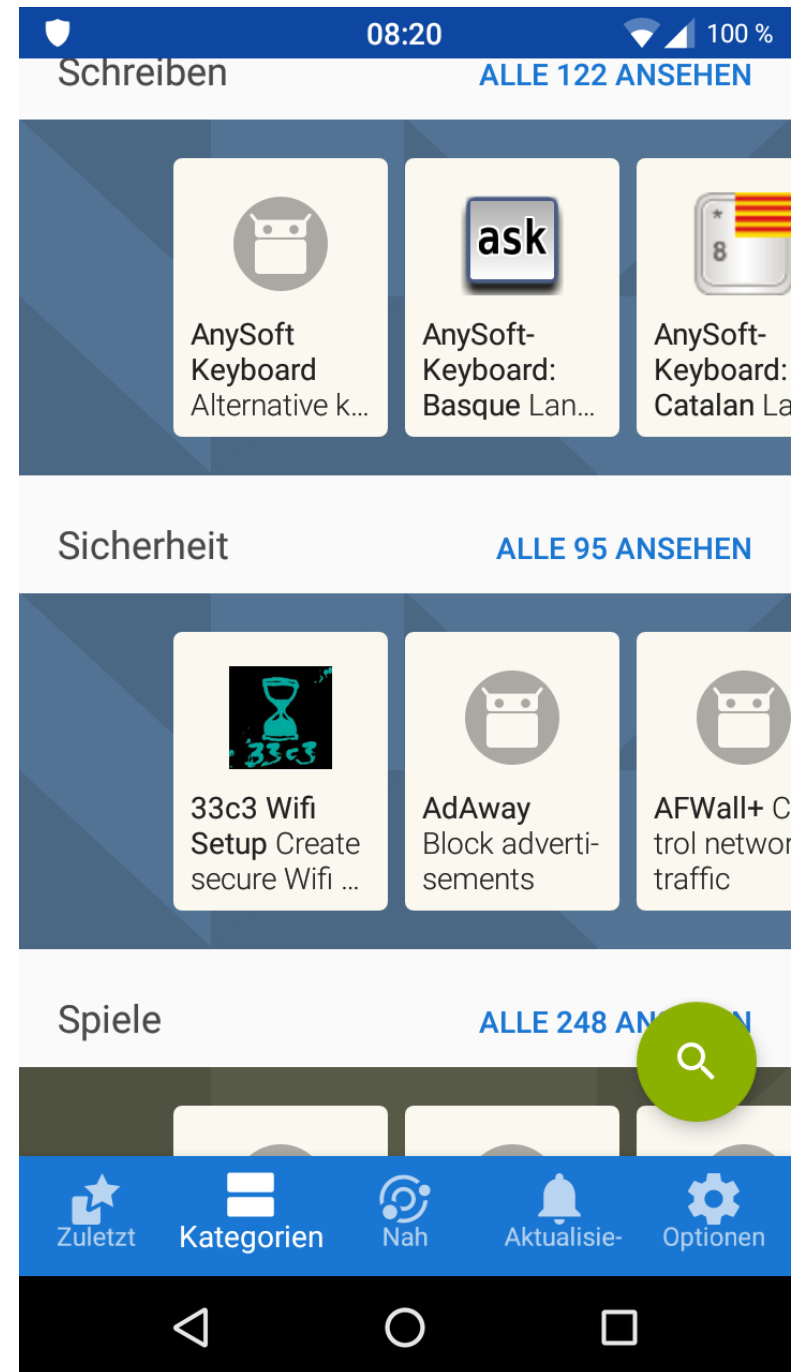 08:20
100 %
Schreiben
ALLE 122 ANSEHEN
ask
*
8
AnySoft
Keyboard
Alternative k...
AnySoft-
Keyboard:
Basque Lan...
AnySoft-
Keyboard:
Catalan La
Sicherheit
ALLE 95 ANSEHEN
33c3
33c3 Wifi
Setup Create
secure Wifi ...
AdAway
Block adverti-
sements
AFWall+ C
trol networ
traffic
Spiele
ALLE 248
Zuletzt
Kategorien
Nah
Aktualisie-
Optionen